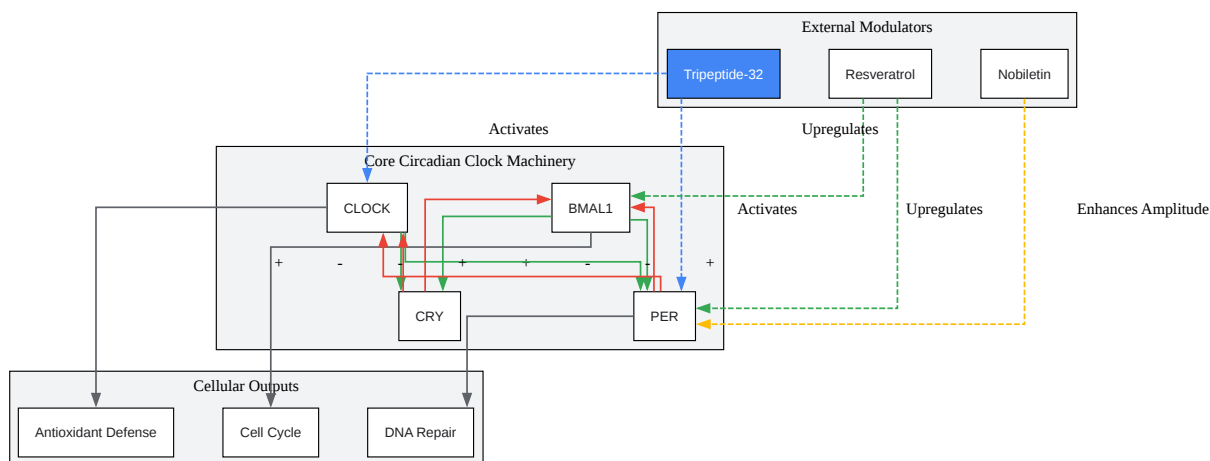 External Modulators
Tripeptide-32
Resveratrol
Nobiletin
Activates
Upregulates
Core Circadian Clock Machinery
CLOCK
BMAL1
Activates
Upregulates
Enhances Amplitude
+ - - + + - - +
CRY
PER
Cellular Outputs
Antioxidant Defense
Cell Cycle
DNA Repair